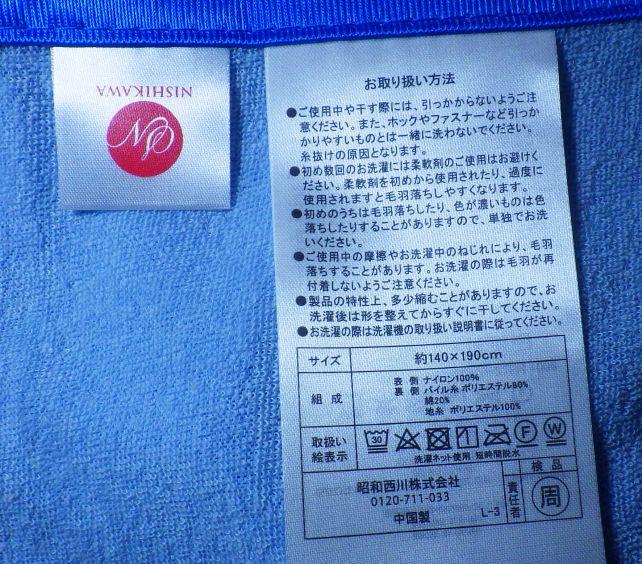 NISHIKAWA
お取り扱い方法
●ご使用中や干す際には、引っかからないようご注
意ください。また、ホックやファスナーなど引っか
かりやすいものとは一緒に洗わないでください。
糸抜けの原因となります。
●初め数回のお洗濯には柔軟剤のご使用はお避けく
ださい。柔軟剤を初めから使用されたり、過度に
使用されますと毛羽落ちしやすくなります。
●初めのうちは毛羽落ちしたり、色が濃いものは色
落ちしたりすることがありますので、単独でお洗
いください。
●ご使用中の摩擦やお洗濯中のねじれにより、毛羽
落ちすることがあります。お洗濯の際は毛羽が再
付着しないようご注意ください。
●製品の特性上、多少縮むことがありますので、お
洗濯後は形を整えてからすぐに干してください。
●お洗濯の際は洗濯機の取り扱い説明書に従ってください。
サイズ 約140×190cm
組成 表側 ナイロン100%
裏側 パイル糸 ポリエステル80%
綿20%
地糸 ポリエステル100%
取扱い
絵表示
30 F W
洗濯ネット使用 短時間脱水
昭和西川株式会社
0120-711-033
中国製 L-3
責任者 検品
周